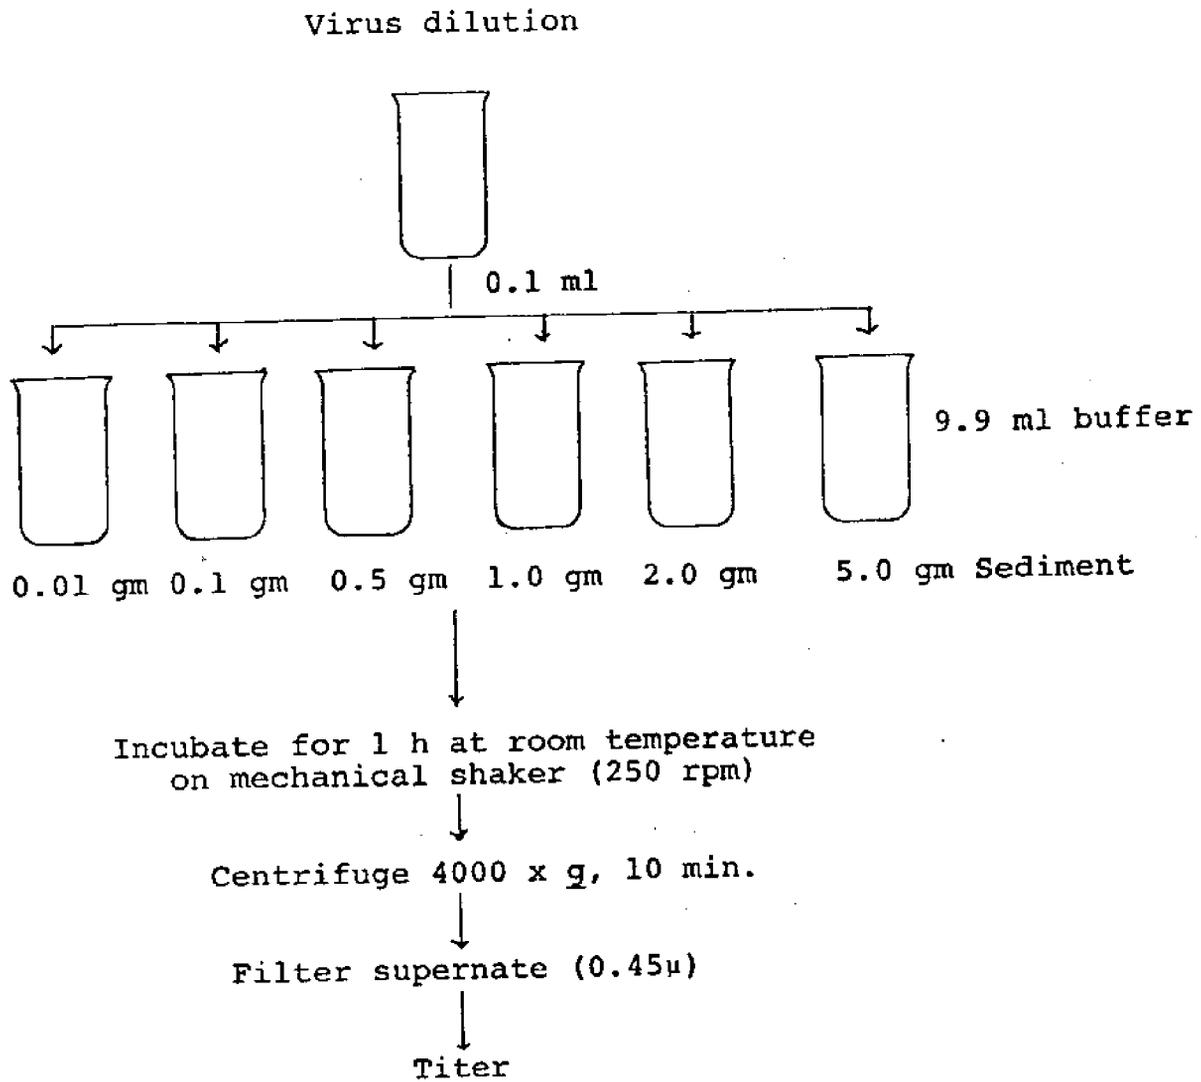 Virus dilution
0.1 ml
9.9 ml buffer
0.01 gm 0.1 gm 0.5 gm 1.0 gm 2.0 gm 5.0 gm Sediment
Incubate for 1 h at room temperature
on mechanical shaker (250 rpm)
Centrifuge 4000 x g, 10 min.
Filter supernate (0.45μ)
Titer